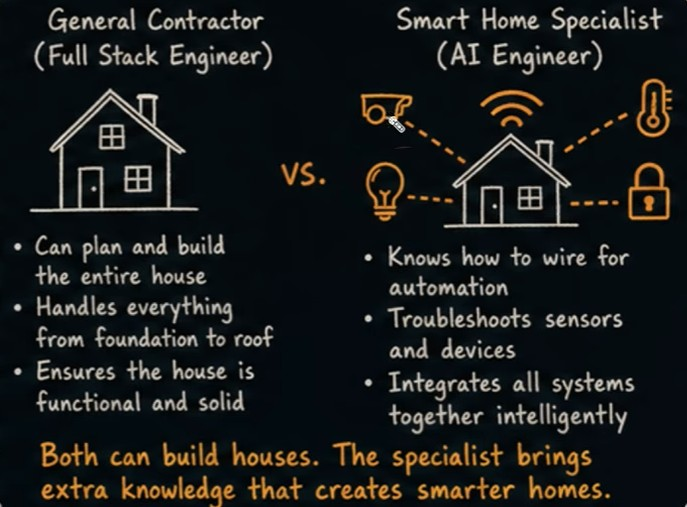 General Contractor
(Full Stack Engineer)
Smart Home Specialist
(AI Engineer)
vs.
• Can plan and build
the entire house
• Handles everything
from foundation to roof
• Ensures the house is
functional and solid
• Knows how to wire for
automation
• Troubleshoots sensors
and devices
• Integrates all systems
together intelligently
Both can build houses. The specialist brings
extra knowledge that creates smarter homes.